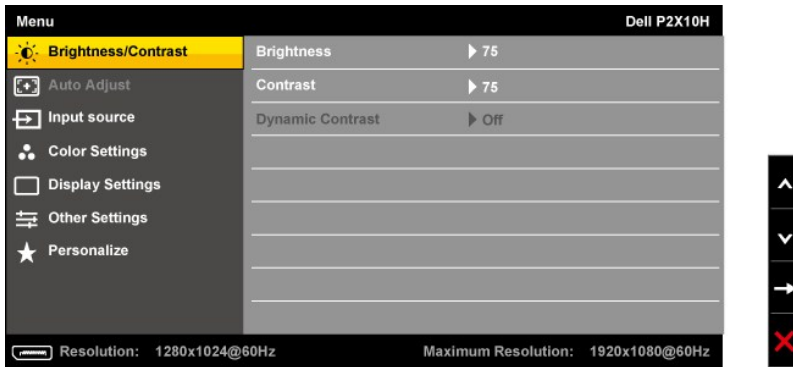 Menu Dell P2X10H
Brightness/Contrast Brightness 75
Auto Adjust Contrast 75
Input source Dynamic Contrast Off
Color Settings
Display Settings
Other Settings
Personalize
Resolution: 1280x1024@60Hz Maximum Resolution: 1920x1080@60Hz